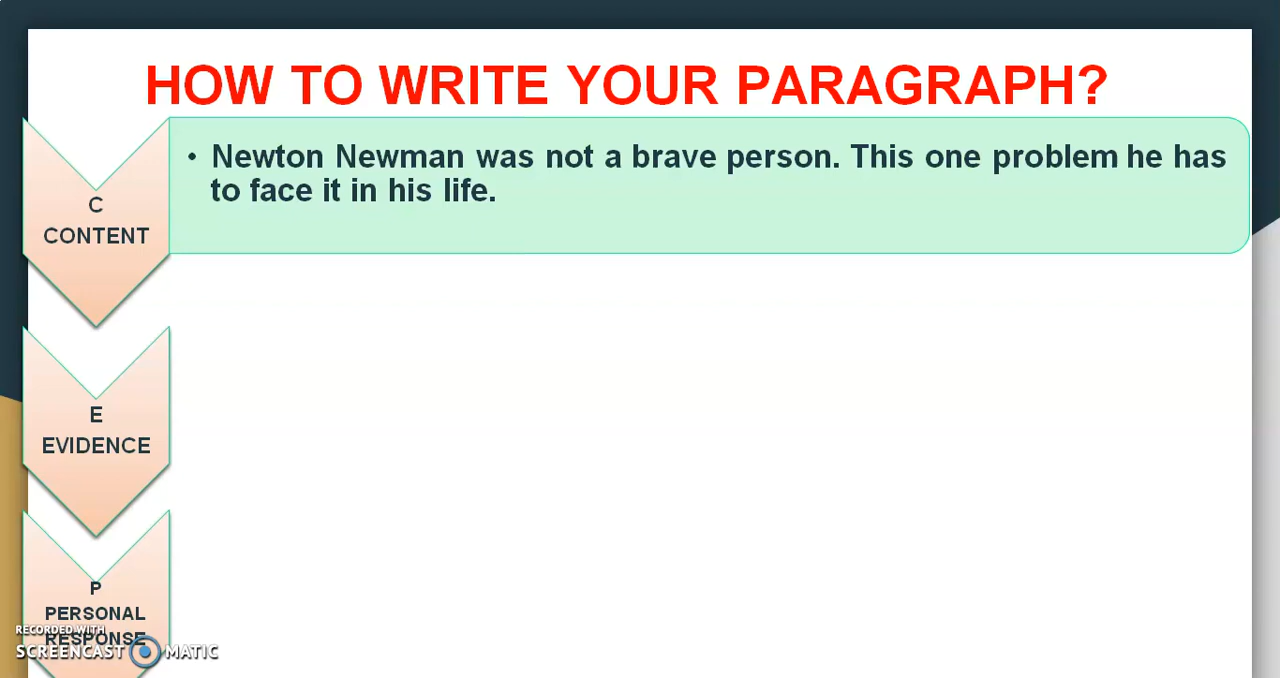 HOW TO WRITE YOUR PARAGRAPH?
• Newton Newman was not a brave person. This one problem he has
to face it in his life.
C
CONTENT
E
EVIDENCE
P
PERSONAL
RESPONSE
RECORDED WITH
SCREENCAST MATIC